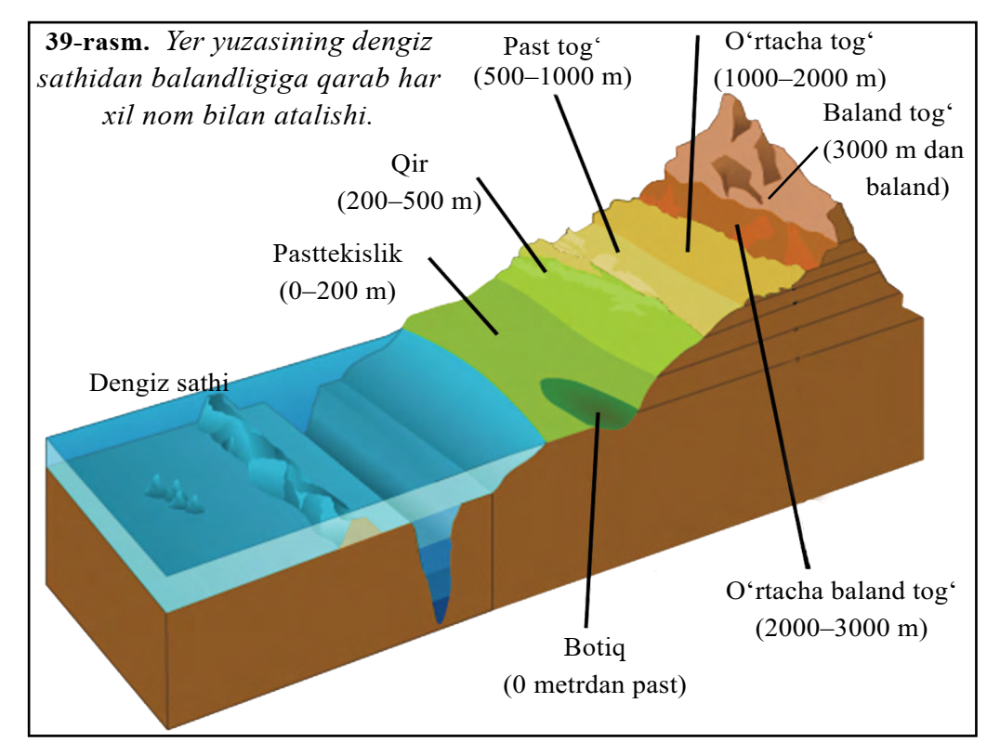 39-rasm. Yer yuzasining dengiz
sathidan balandligiga qarab har
xil nom bilan atalishi.
Past tog‘
(500–1000 m)
O‘rtacha tog‘
(1000–2000 m)
Baland tog‘
(3000 m dan
baland)
Qir
(200–500 m)
Pasttekislik
(0–200 m)
Dengiz sathi
O‘rtacha baland tog‘
(2000–3000 m)
Botiq
(0 metrdan past)